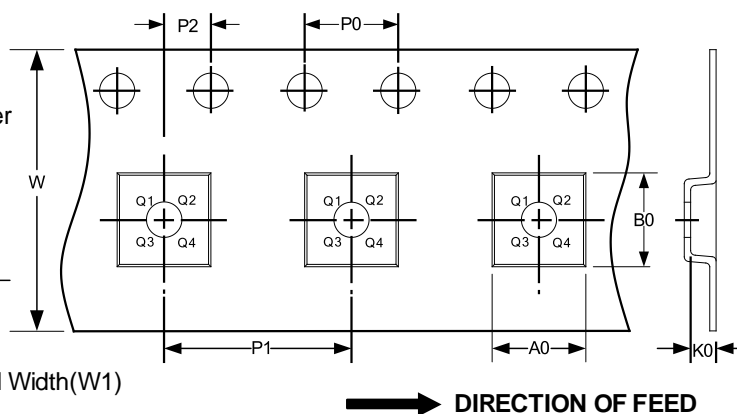 P2
P0
er
W
Q1 Q2 Q1 Q2 Q1 Q2
B0
Q3 Q4 Q3 Q4 Q3 Q4
P1
A0
K0
Width(W1)
DIRECTION OF FEED